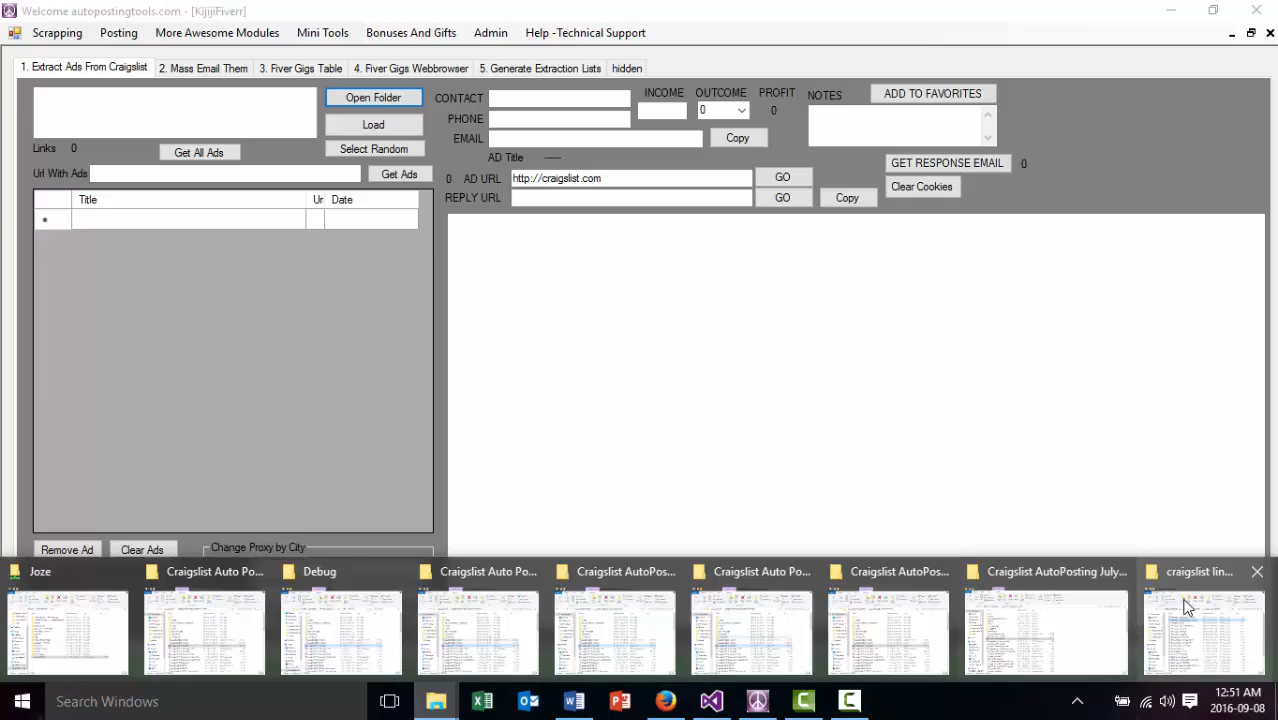 Welcome autopostingtools.com - [KijijiFiverr]
Scrapping Posting More Awesome Modules Mini Tools Bonuses And Gifts Admin Help -Technical Support
1. Extract Ads From Craigslist 2. Mass Email Them 3. Fiver Gigs Table 4. Fiver Gigs Webbrowser 5. Generate Extraction Lists hidden
Open Folder CONTACT INCOME OUTCOME PROFIT NOTES ADD TO FAVORITES
0 0
Load PHONE
Links 0 Get All Ads Select Random EMAIL Copy
AD Title -----
GET RESPONSE EMAIL 0
Url With Ads Get Ads 0 AD URL http://craigslist.com GO
Clear Cookies
REPLY URL GO Copy
Title Ur Date
*
Remove Ad Clear Ads Change Proxy by City
Joze Craigslist Auto Po... Debug Craigslist Auto Po... Craigslist AutoPos... Craigslist Auto Po... Craigslist AutoPos... Craigslist AutoPosting July... craigslist lin...
Search Windows
12:51 AM
2016-09-08